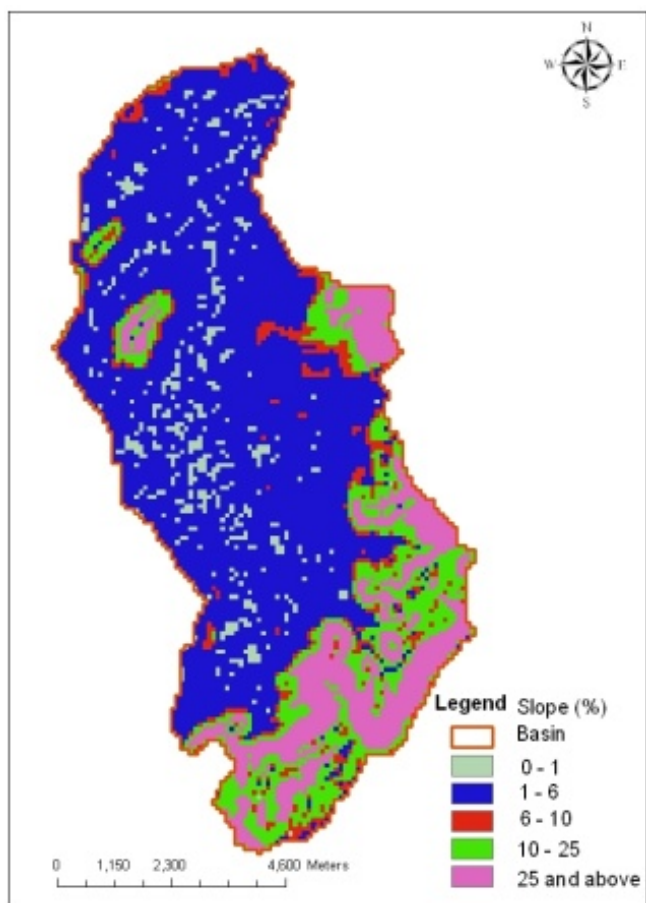 N
W E
S
Legend Slope (%)
Basin
0 - 1
1 - 6
6 - 10
10 - 25
25 and above
0 1,150 2,300 4,600 Meters